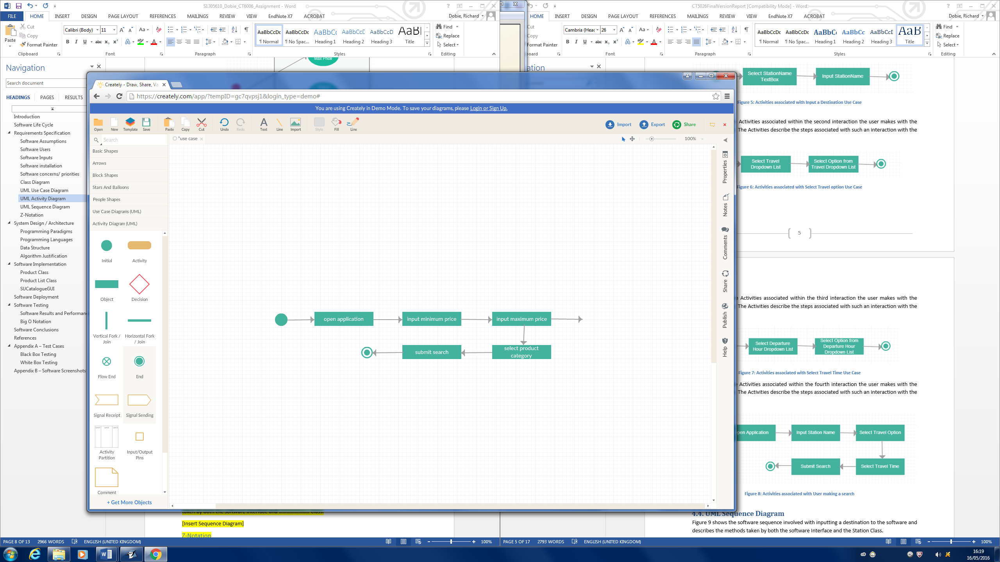 S1305610_Dobie_CT6006_Assignment - Word
FILE HOME INSERT DESIGN PAGE LAYOUT REFERENCES MAILINGS REVIEW VIEW EndNote X7 ACROBAT
Dobie, Richard
Cut
Copy
Format Painter
Paste
Calibri (Body) 11
AaBbCcDc AaBbCcDc AaBbCc AaBbCcD AaBbCcD AaBl
¶ Normal ¶ No Spac... Heading 1 Heading 2 Heading 3 Title
Find
Replace
Select
Clipboard Font Paragraph Styles Editing
CT5026FinalVersionReport [Compatibility Mode] - Word
HOME INSERT DESIGN PAGE LAYOUT REFERENCES MAILINGS REVIEW VIEW EndNote X7 ACROBAT
Dobie, Richard
Cut
Copy
Format Painter
Cambria (Head 26
AaBbCcDc AaBbCcDc AaBbC AaBbCc AaBbCcD AaB
¶ Normal ¶ No Spac... Heading 1 Heading 2 Heading 3 Title
Find
Replace
Select
board Font Paragraph Styles Editing
Navigation
Search document
HEADINGS PAGES RESULTS
Introduction
Software Life Cycle
Requirements Specification
Software Assumptions
Software Users
Software Inputs
Software installation
Software concerns/ priorities
Class Diagram
UML Use Case Diagram
UML Activity Diagram
UML Sequence Diagram
Z-Notation
System Design / Architecture
Programming Paradigms
Programming Languages
Data Structure
Algorithm Justification
Software Implementation
Product Class
Product List Class
SUCatalogueGUI
Software Deployment
Software Testing
Software Results and Performan
Big O Notation
Software Conclusions
References
Appendix A – Test Cases
Black Box Testing
White Box Testing
Appendix B – Software Screenshots
Max Price
Creately - Draw, Share, Va
https://creately.com/app/?tempID=gc7qvpsj1&login_type=demo#
You are using Creately in Demo Mode. To save your diagrams, please Login or Sign Up.
Open New Template Save Paste Copy Cut Undo Redo Text Line Import Style Fill Line
Import Export Share
Search
*use case
100%
Basic Shapes
Arrows
Block Shapes
Stars And Balloons
People Shapes
Use Case Diagrams (UML)
Activity Diagram (UML)
Initial Activity
Object Decision
Vertical Fork / Join
Horizontal Fork / Join
Flow End End
Signal Receipt Signal Sending
Activity Partition
Input/Output Pins
Comment
+ Get More Objects
open application
input minimum price
input maximum price
select product
category
submit search
Properties
Notes
Comments
Share
Publish
Help
ation
Select StationName
TextBox
Input StationName
Figure 5: Activities associated with Input a Destination Use Case
Activities associated within the second interaction the user makes with the
The Activities describe the steps associated with such an interaction with the
Select Travel
Dropdown List
Select Option from
Travel Dropdown List
Figure 6: Activities associated with Select Travel option Use Case
5
e Activities associated within the third interaction the user makes with the
The Activities describe the steps associated with such an interaction with the
Select Departure
Hour Dropdown List
Select Option from
Departure Hour
Dropdown List
Figure 7: Activities associated with Select Travel Time Use Case
e Activities associated within the fourth interaction the user makes with the
The Activities describe the steps associated with such an interaction with the
pen Application
Input Station Name
Select Travel Option
Submit Search
Select Travel Time
Figure 8: Activities associated with User making a search
4.4. UML Sequence Diagram
Figure 9 shows the software sequence involved with inputting a destination to the software and
describes the methods taken by both the software Interface and the Station Class.
taken by both the software interface and ........................ Class.
[Insert Sequence Diagram]
Z-Notation
PAGE 8 OF 13 2966 WORDS ENGLISH (UNITED KINGDOM) 100%
PAGE 5 OF 17 2793 WORDS ENGLISH (UNITED KINGDOM) 100%
16:19
16/05/2016